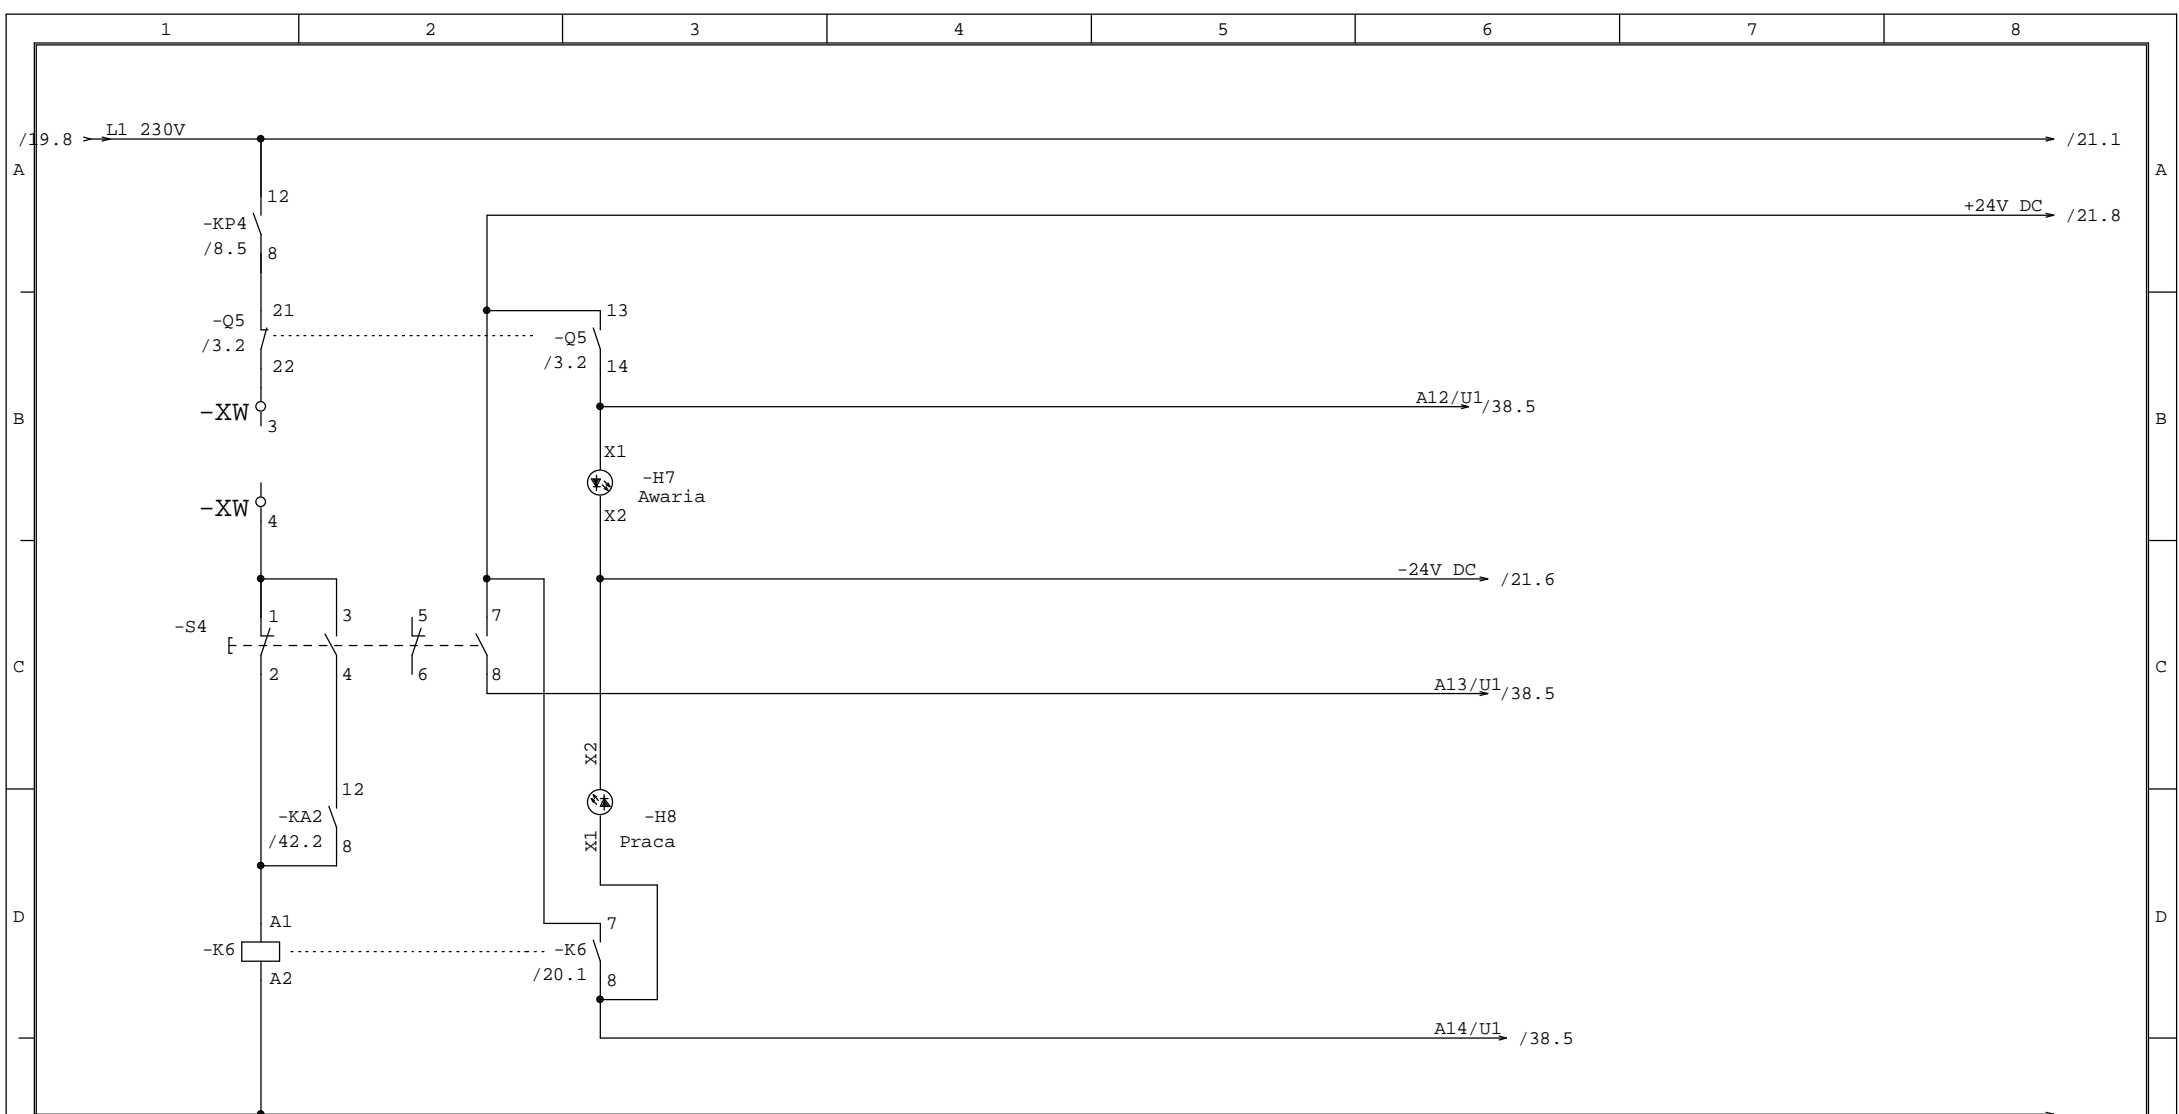 1 2 3 4 5 6 7 8
/19.8 L1 230V /21.1
A A
12
-KP4
/8.5
8
+24V DC /21.8
21
-Q5
/3.2
22
13
-Q5
/3.2
14
-XW
3
A12/U1 /38.5
B B
X1
-H7
Awaria
X2
-XW
4
-24V DC /21.6
1 3 5 7
-S4
2 4 6 8
C C
A13/U1 /38.5
X2
12
-KA2
/42.2
8
-H8
X1 Praca
D D
A1
-K6
A2
7
-K6
/20.1
8
A14/U1 /38.5